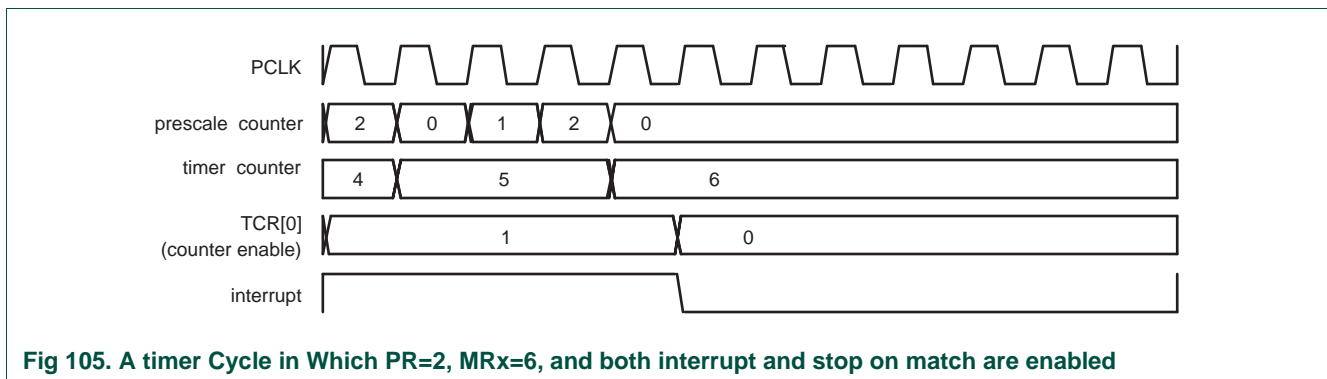 PCLK
prescale counter
2 0 1 2 0
timer counter
4 5 6
TCR[0]
(counter enable)
1 0
interrupt
Fig 105. A timer Cycle in Which PR=2, MRx=6, and both interrupt and stop on match are enabled